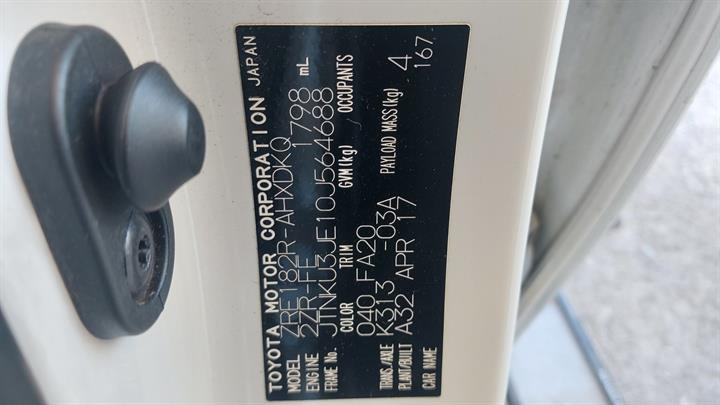 TOYOTA MOTOR CORPORATION JAPAN
MODEL ZRE182R-AHXDKQ
ENGINE 2ZR-FE 1798 mL
FRAME No. JTNKU3JE10J564688
COLOR TRIM GVM(kg) OCCUPANTS
040 FA20 4
TRANS./AXLE K313 -03A PAYLOAD MASS(kg) 167
PLANT/BUILT A32 APR 17
CAR NAME